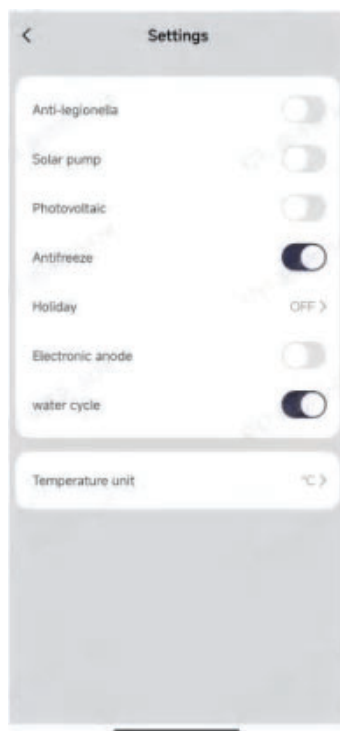 Settings
Anti-legionella
Solar pump
Photovoltaic
Antifreeze
Holiday OFF >
Electronic anode
water cycle
Temperature unit °C >